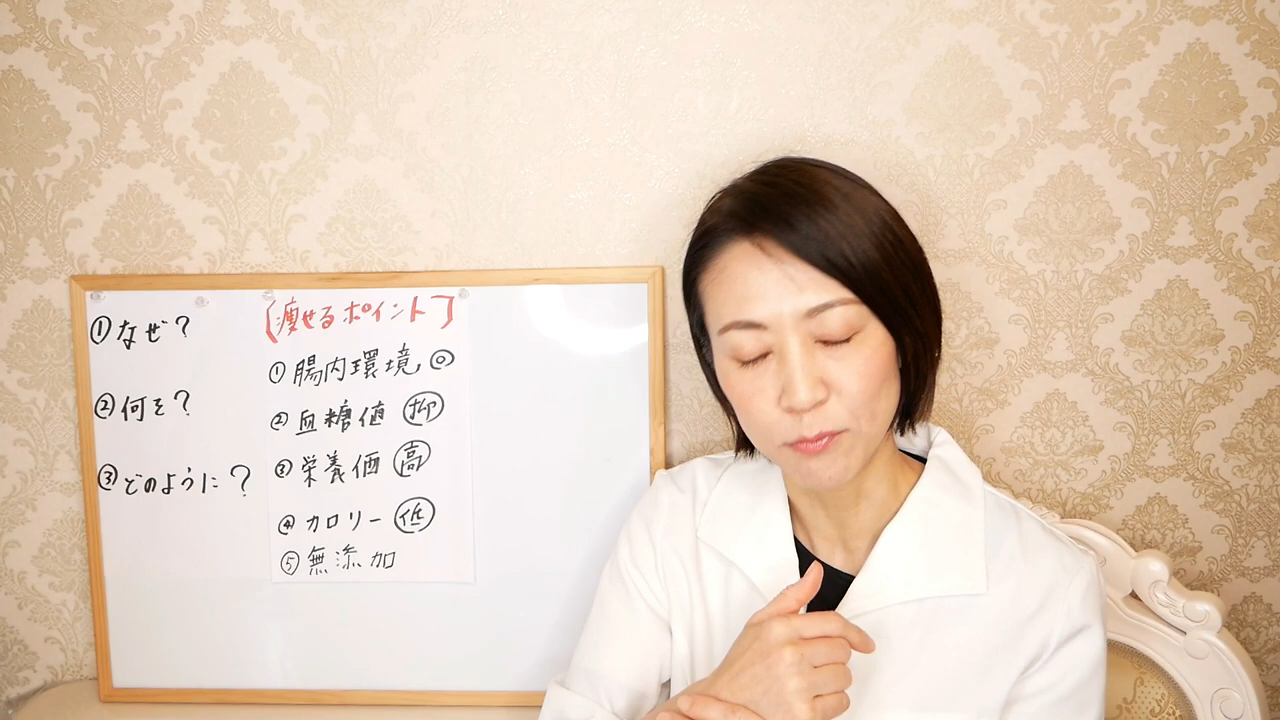 ①なぜ？
②何を？
③どのように？
[痩せるポイント]
①腸内環境◎
②血糖値 抑
③栄養価 高
④カロリー 低
⑤無添加